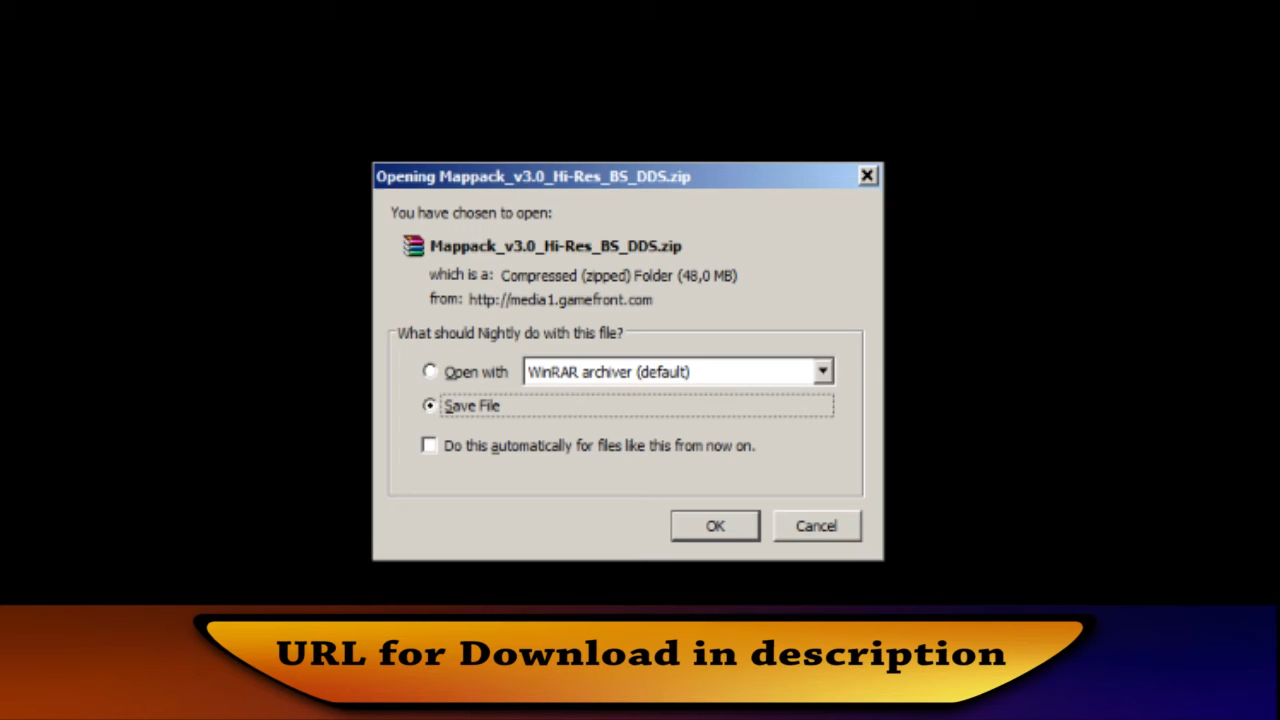 Opening Mappack_v3.0_Hi-Res_BS_DDS.zip
You have chosen to open:
Mappack_v3.0_Hi-Res_BS_DDS.zip
which is a: Compressed (zipped) Folder (48,0 MB)
from: http://media1.gamefront.com
What should Nightly do with this file?
Open with WinRAR archiver (default)
Save File
Do this automatically for files like this from now on.
OK Cancel
URL for Download in description